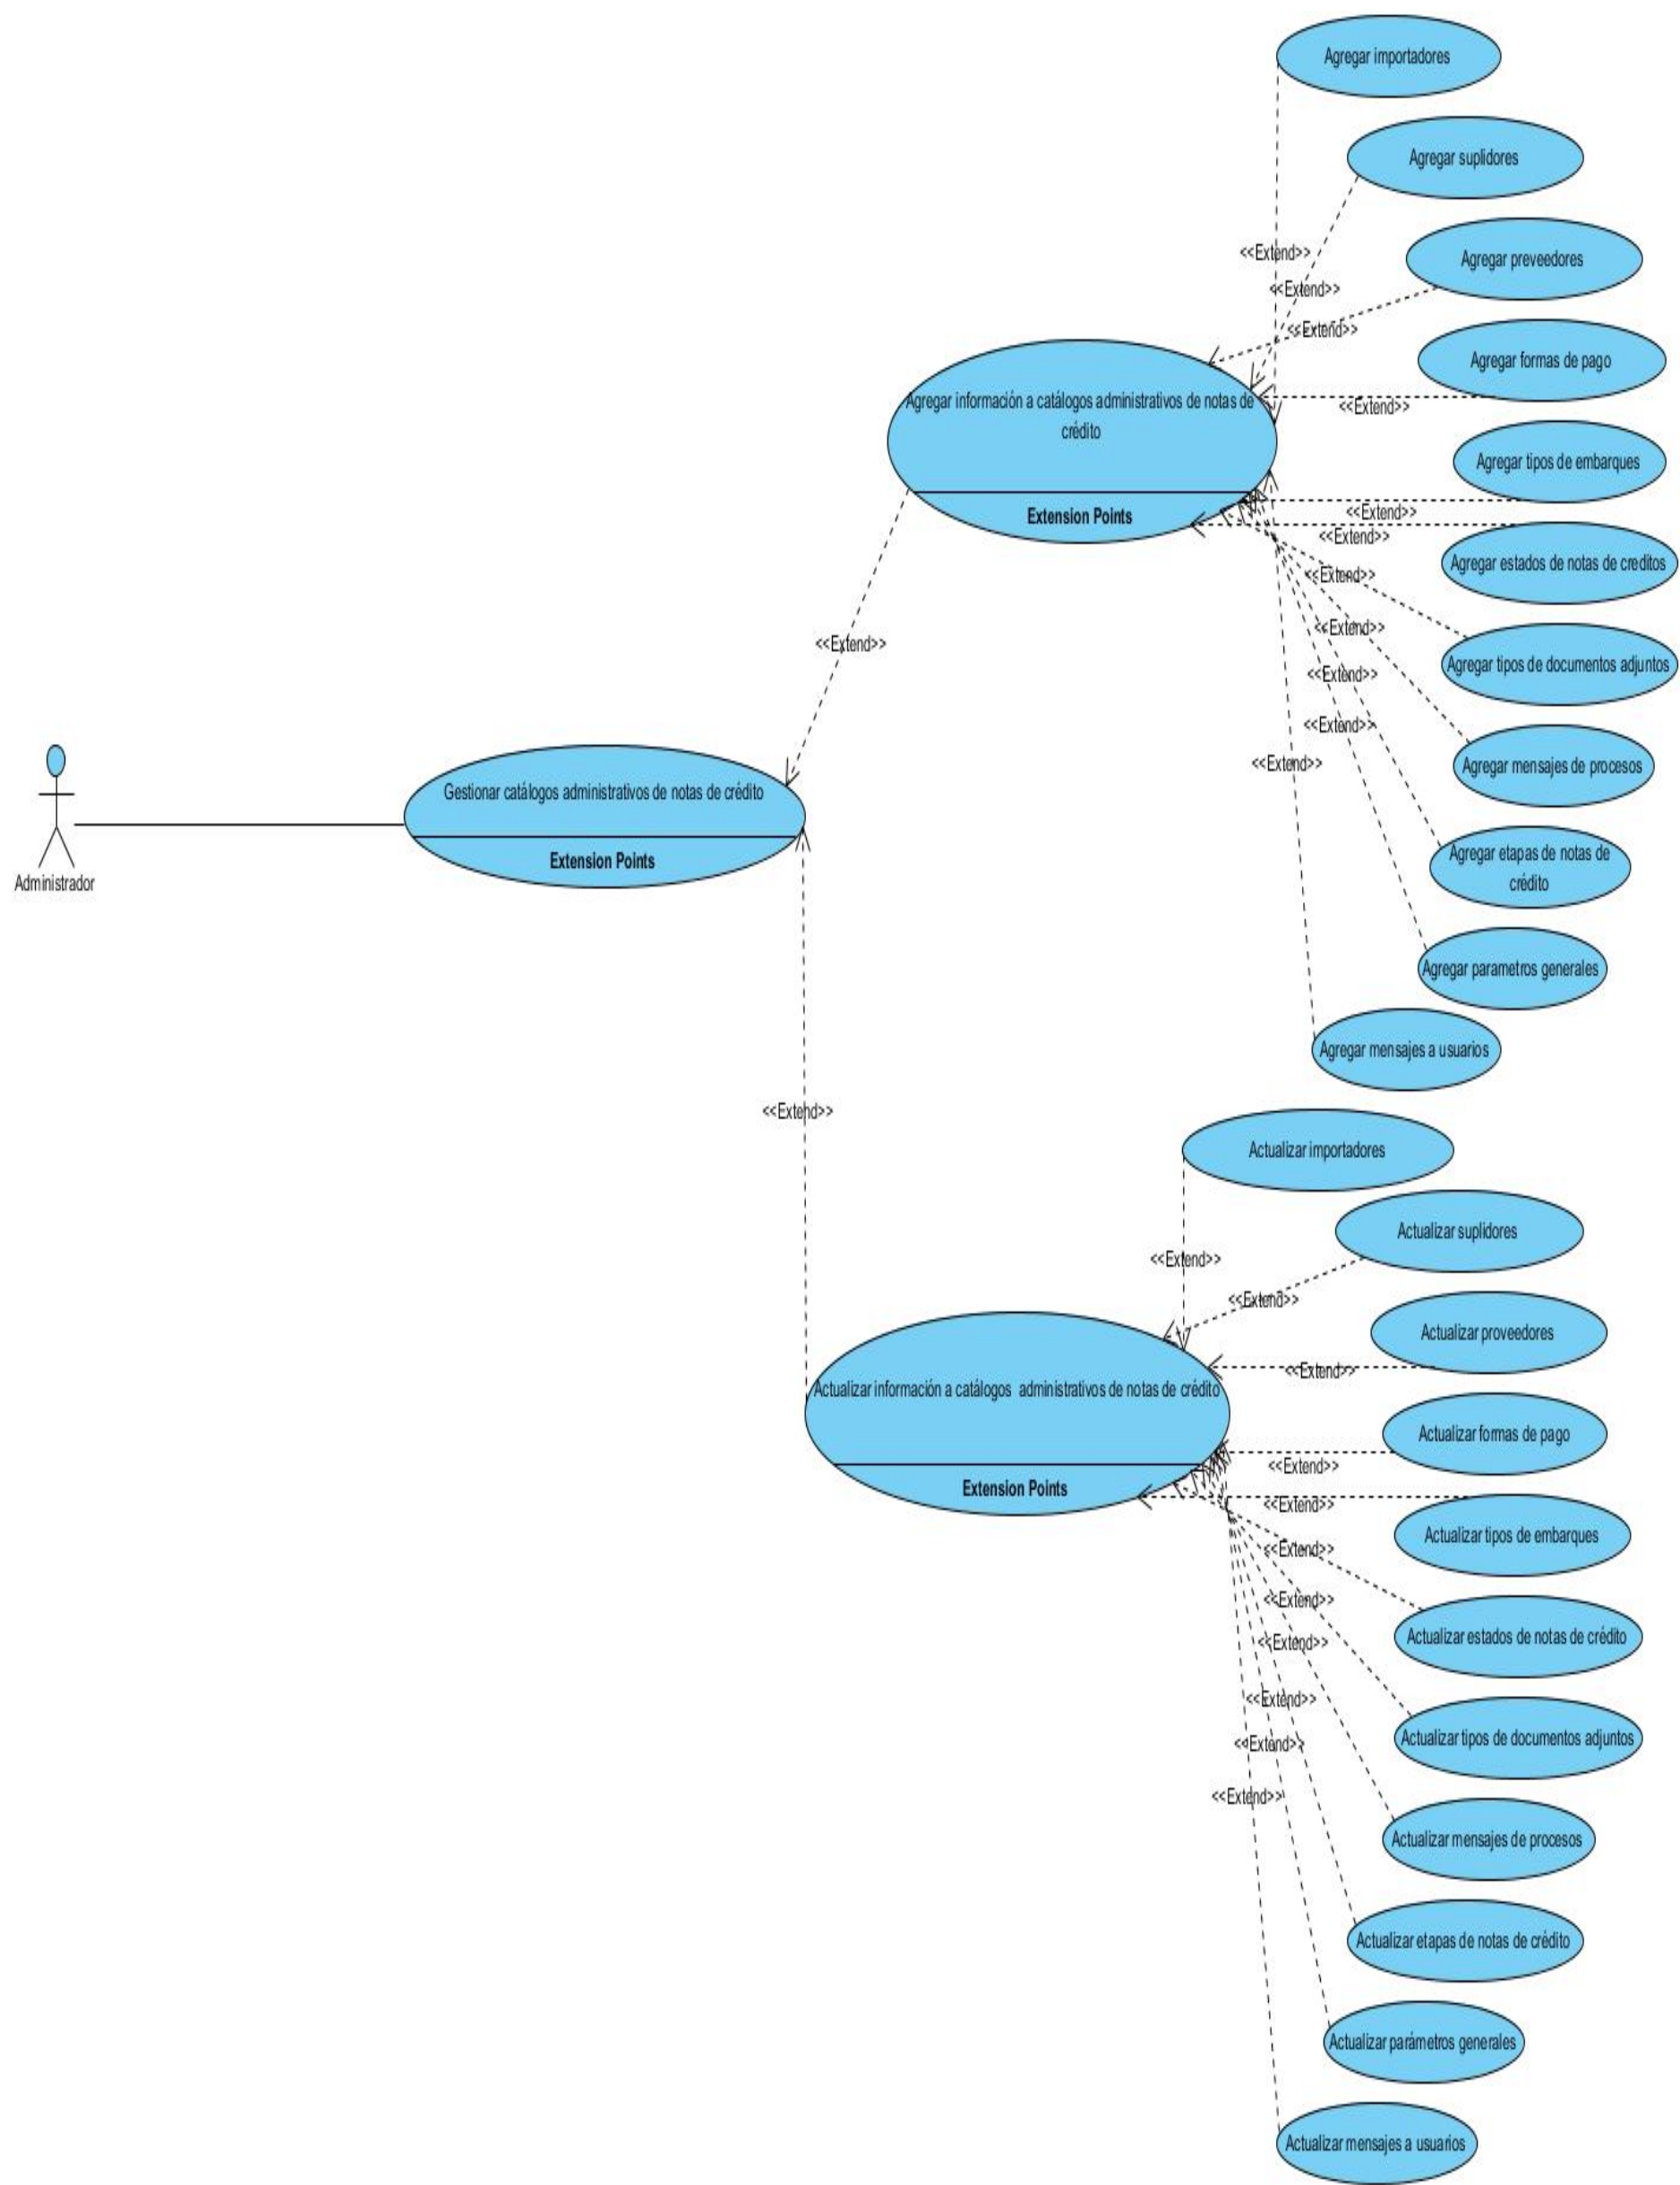 Agregar importadores
Agregar suplidores
<<Extend>>
Agregar preveedores
<<Extend>>
<<Extend>>
Agregar formas de pago
Agregar información a catálogos administrativos de notas de
crédito
<<Extend>>
Agregar tipos de embarques
Extension Points
<<Extend>>
<<Extend>>
Agregar estados de notas de creditos
<<Extend>>
<<Extend>>
<<Extend>>
Agregar tipos de documentos adjuntos
<<Extend>>
<<Extend>>
<<Extend>>
Agregar mensajes de procesos
Gestionar catálogos administrativos de notas de crédito
Extension Points
Administrador
Agregar etapas de notas de
crédito
Agregar parametros generales
Agregar mensajes a usuarios
<<Extend>>
Actualizar importadores
Actualizar suplidores
<<Extend>>
<<Extend>>
Actualizar proveedores
<<Extend>>
Actualizar información a catálogos  administrativos de notas de crédito
Actualizar formas de pago
<<Extend>>
Extension Points
<<Extend>>
Actualizar tipos de embarques
<<Extend>>
<<Extend>>
Actualizar estados de notas de crédito
<<Extend>>
<<Extend>>
Actualizar tipos de documentos adjuntos
<<Extend>>
<<Extend>>
Actualizar mensajes de procesos
Actualizar etapas de notas de crédito
Actualizar parámetros generales
Actualizar mensajes a usuarios